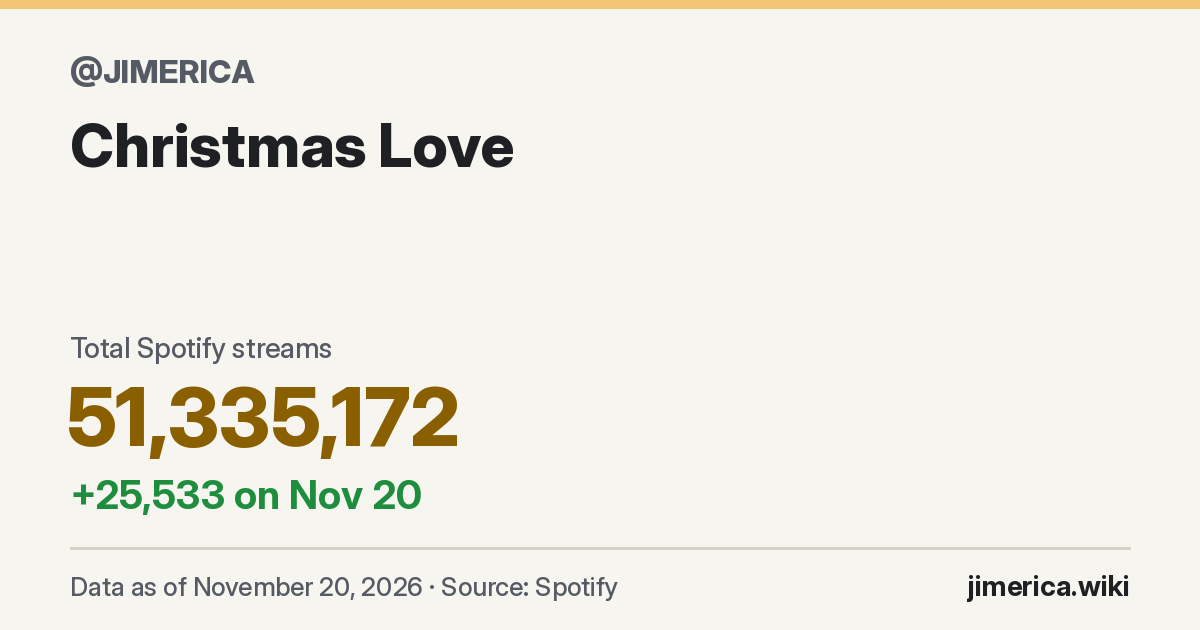 @JIMERICA
Christmas Love
Total Spotify streams
51,335,172
+25,533 on Nov 20
Data as of November 20, 2026 · Source: Spotify
jimerica.wiki